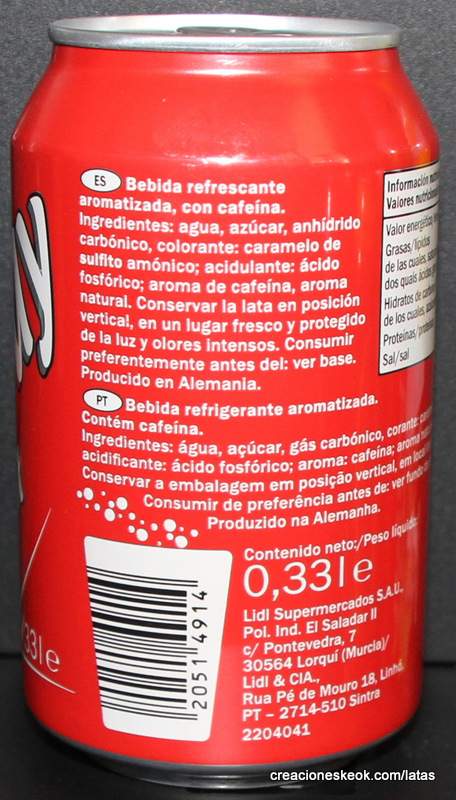 ES Bebida refrescante
aromatizada, con cafeína.
Ingredientes: agua, azúcar, anhídrido
carbónico, colorante: caramelo de
sulfito amónico; acidulante: ácido
fosfórico; aroma de cafeína, aroma
natural. Conservar la lata en posición
vertical, en un lugar fresco y protegido
de la luz y olores intensos. Consumir
preferentemente antes del: ver base.
Producido en Alemania.
PT Bebida refrigerante aromatizada.
Contém cafeína.
Ingredientes: água, açúcar, gás carbónico, corante:
acidificante: ácido fosfórico; aroma: cafeína; aroma
Conservar a embalagem em posição vertical, em local
Consumir de preferência antes de: ver fundo
Produzido na Alemanha.
Contenido neto:/Peso líquido:
0,33l e
Lidl Supermercados S.A.U.,
Pol. Ind. El Saladar II
c/ Pontevedra, 7
30564 Lorquí (Murcia)/
Lidl & CIA.,
Rua Pé de Mouro 18, Linhó,
PT – 2714-510 Sintra
2204041
2051 4914
33l e
Información
Valores
Valor energético,
Grasas/lípidos
de las cuales,
dos quais ácidos
Hidratos de
de los cuales,
Proteínas/
Sal/sal
creacioneskeok.com/latas